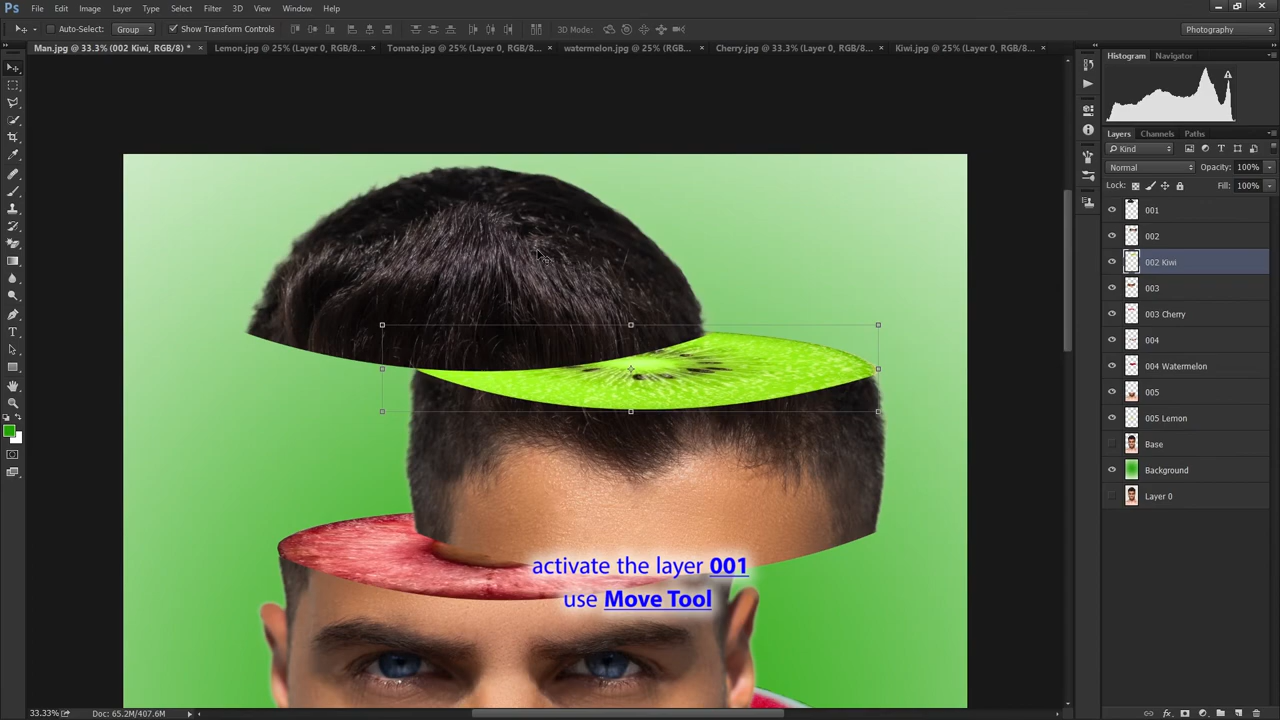 Ps File Edit Image Layer Type Select Filter 3D View Window Help
Auto-Select: Group Show Transform Controls 3D Mode: Photography
Man.jpg @ 33.3% (002 Kiwi, RGB/8) * × Lemon.jpg @ 25% (Layer 0, RGB/8... × Tomato.jpg @ 25% (Layer 0, RGB/8... × watermelon.jpg @ 25% (RGB... × Cherry.jpg @ 33.3% (Layer 0, RGB/8... × Kiwi.jpg @ 25% (Layer 0, RGB/8... ×
Histogram Navigator
Layers Channels Paths
Kind
Normal Opacity: 100%
Lock: Fill: 100%
001
002
002 Kiwi
003
003 Cherry
004
004 Watermelon
005
005 Lemon
Base
Background
Layer 0
activate the layer 001
use Move Tool
33.33% Doc: 65.2M/407.6M